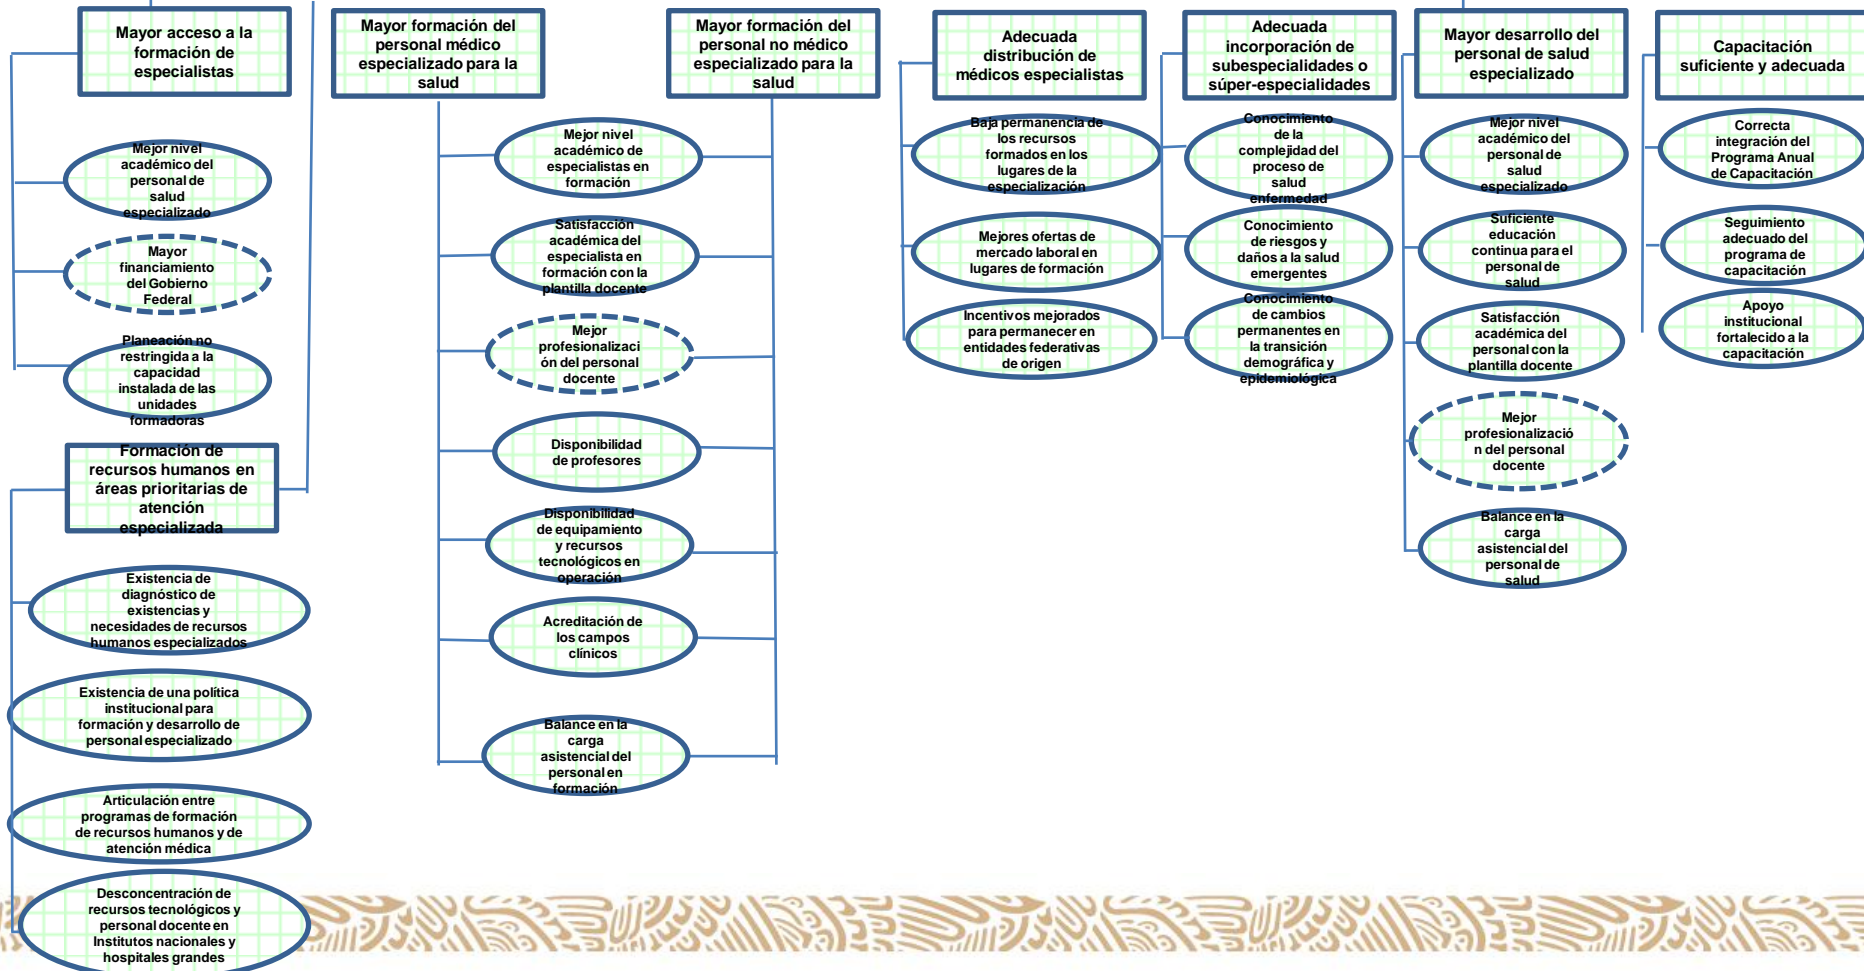 Mayor acceso a la
formación de
especialistas
Mejor nivel
académico del
personal de
salud
especializado
Mayor
financiamiento
del Gobierno
Federal
Planeación no
restringida a la
capacidad
instalada de las
unidades
formadoras
Formación de
recursos humanos en
áreas prioritarias de
atención
especializada
Existencia de
diagnóstico de
existencias y
necesidades de recursos
humanos especializados
Existencia de una política
institucional para
formación y desarrollo de
personal especializado
Articulación entre
programas de formación
de recursos humanos y de
atención médica
Desconcentración de
recursos tecnológicos y
personal docente en
Institutos nacionales y
hospitales grandes
Mayor formación del
personal médico
especializado para la
salud
Mayor formación del
personal no médico
especializado para la
salud
Mejor nivel
académico de
especialistas en
formación
Satisfacción
académica del
especialista en
formación con la
plantilla docente
Mejor
profesionalizaci
ón del personal
docente
Disponibilidad
de profesores
Disponibilidad
de equipamiento
y recursos
tecnológicos en
operación
Acreditación de
los campos
clínicos
Balance en la
carga
asistencial del
personal en
formación
Adecuada
distribución de
médicos especialistas
Baja permanencia de
los recursos
formados en los
lugares de la
especialización
Mejores ofertas de
mercado laboral en
lugares de formación
Incentivos mejorados
para permanecer en
entidades federativas
de origen
Adecuada
incorporación de
subespecialidades o
súper-especialidades
Conocimiento
de la
complejidad del
proceso de
salud
enfermedad
Conocimiento
de riesgos y
daños a la salud
emergentes
Conocimiento
de cambios
permanentes en
la transición
demográfica y
epidemiológica
Mayor desarrollo del
personal de salud
especializado
Mejor nivel
académico del
personal de
salud
especializado
Suficiente
educación
continua para el
personal de
salud
Satisfacción
académica del
personal con la
plantilla docente
Mejor
profesionalizació
n del personal
docente
Balance en la
carga
asistencial del
personal de
salud
Capacitación
suficiente y adecuada
Correcta
integración del
Programa Anual
de Capacitación
Seguimiento
adecuado del
programa de
capacitación
Apoyo
institucional
fortalecido a la
capacitación